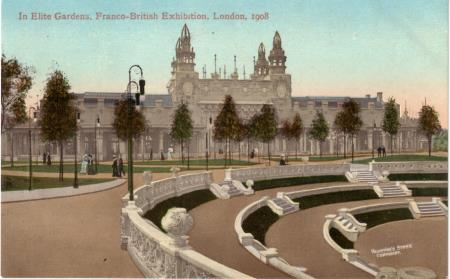 In Elite Gardens, Franco-British Exhibition, London, 1908